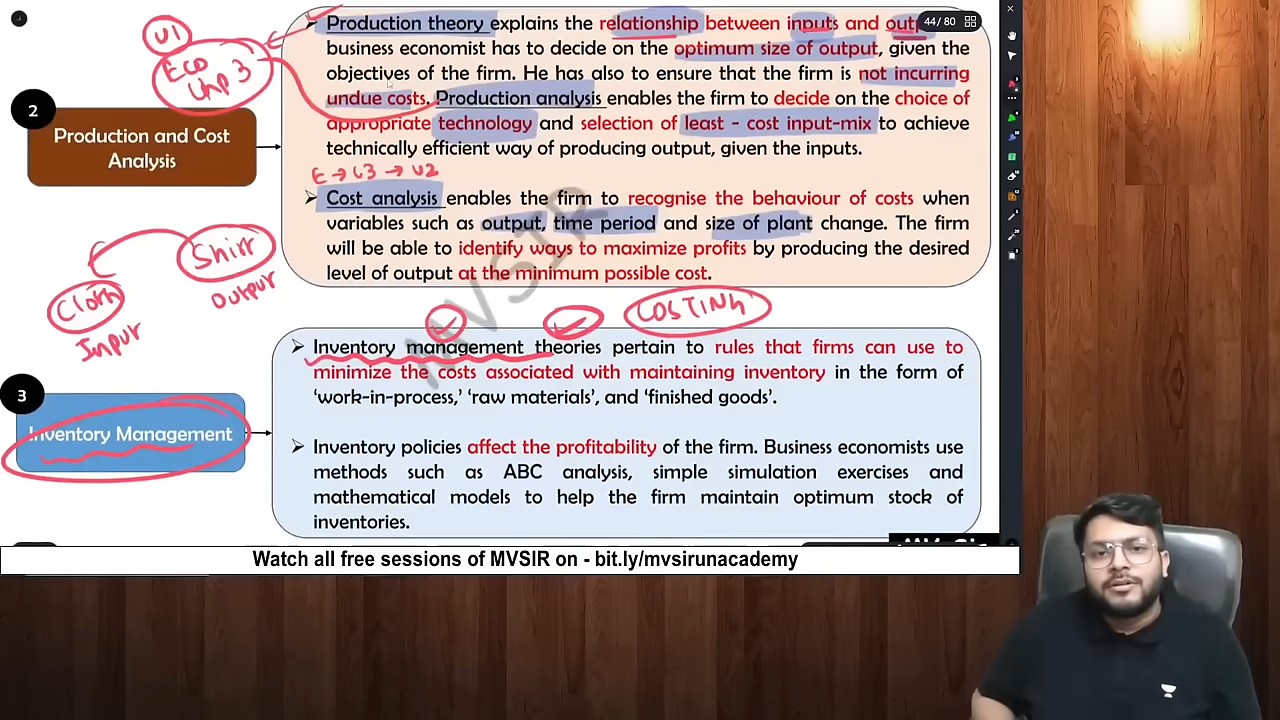 44/80
Production theory explains the relationship between inputs and outp
business economist has to decide on the optimum size of output, given the
objectives of the firm. He has also to ensure that the firm is not incurring
undue costs. Production analysis enables the firm to decide on the choice of
appropriate technology and selection of least - cost input-mix to achieve
technically efficient way of producing output, given the inputs.
U1
Eco
Chp 3
2
Production and Cost
Analysis
E → C3 → U2
Cost analysis enables the firm to recognise the behaviour of costs when
variables such as output, time period and size of plant change. The firm
will be able to identify ways to maximize profits by producing the desired
level of output at the minimum possible cost.
Shirt
Output
Cloth
Input
MVSIR
COSTING
3
Inventory Management
Inventory management theories pertain to rules that firms can use to
minimize the costs associated with maintaining inventory in the form of
‘work-in-process,’ ‘raw materials’, and ‘finished goods’.
Inventory policies affect the profitability of the firm. Business economists use
methods such as ABC analysis, simple simulation exercises and
mathematical models to help the firm maintain optimum stock of
inventories.
Watch all free sessions of MVSIR on - bit.ly/mvsirunacademy